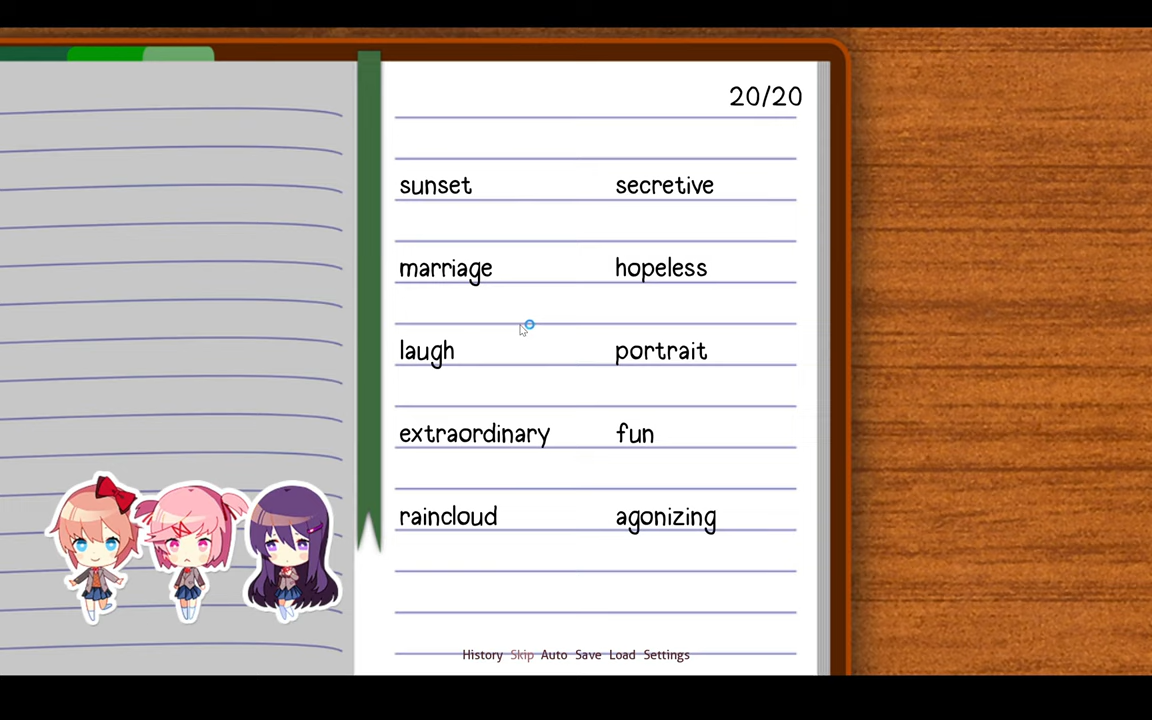 20/20
sunset secretive
marriage hopeless
laugh portrait
extraordinary fun
raincloud agonizing
History Skip Auto Save Load Settings